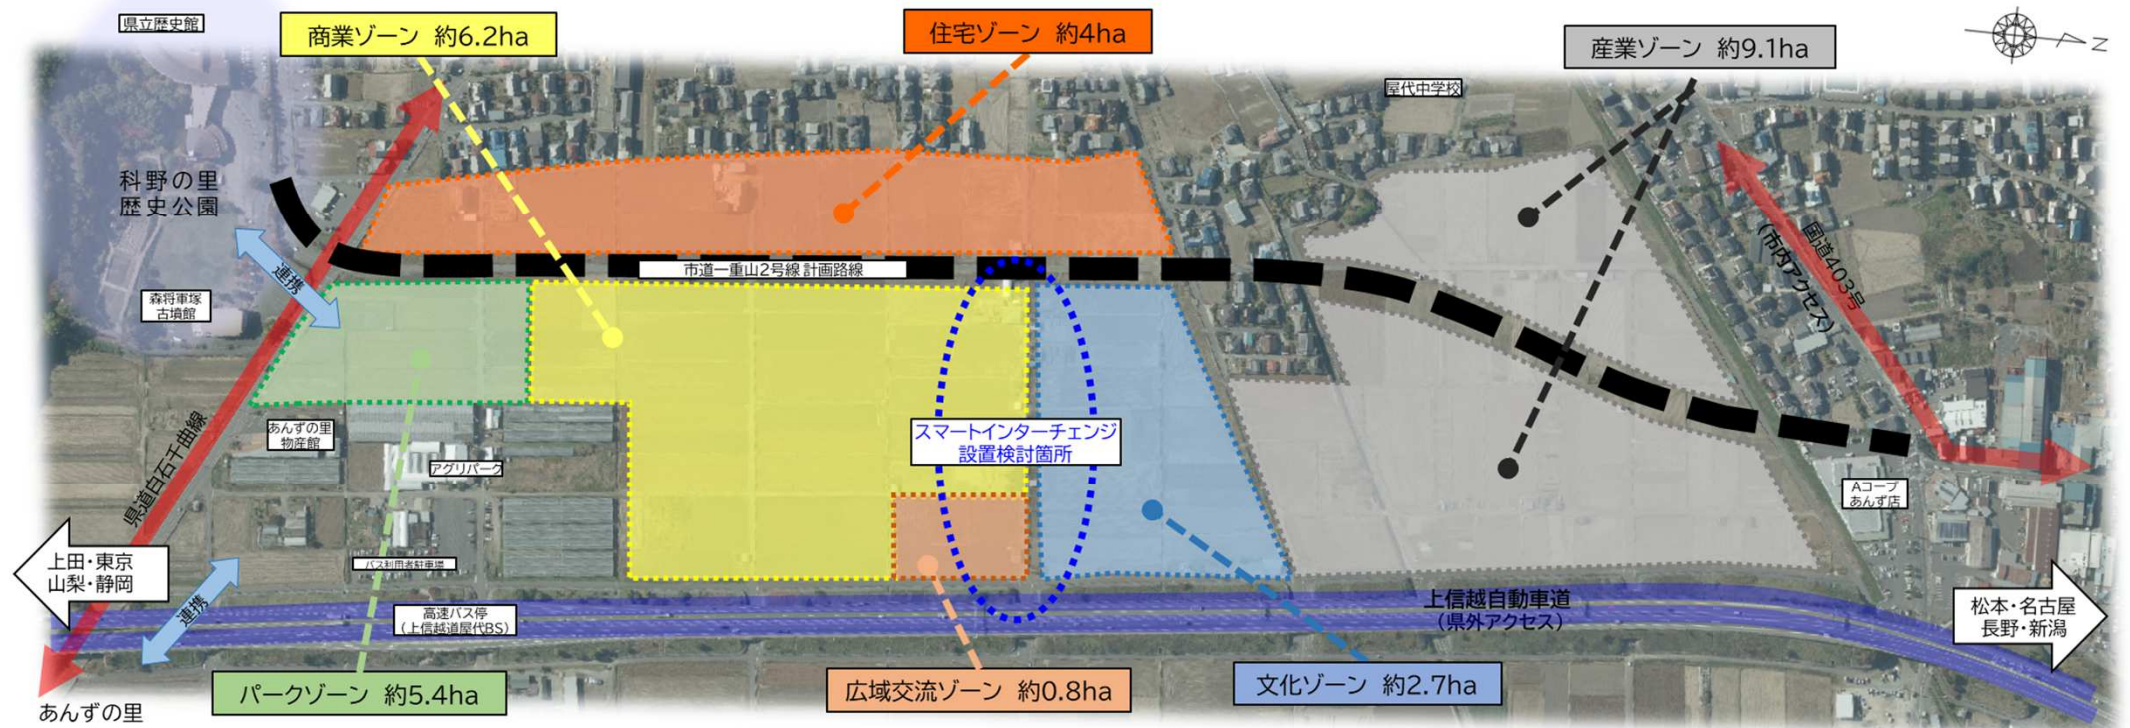 県立歴史館
商業ゾーン 約6.2ha
住宅ゾーン 約4ha
産業ゾーン 約9.1ha
N
屋代中学校
科野の里
歴史公園
連携
森将軍塚
古墳館
市道一重山2号線 計画路線
国道403号
（市内アクセス）
スマートインターチェンジ
設置検討箇所
あんずの里
物産館
アグリパーク
県道白石千曲線
Aコープ
あんず店
バス利用者駐車場
上田・東京
山梨・静岡
連携
高速バス停
（上信越道屋代BS）
上信越自動車道
（県外アクセス）
松本・名古屋
長野・新潟
パークゾーン 約5.4ha
広域交流ゾーン 約0.8ha
文化ゾーン 約2.7ha
あんずの里